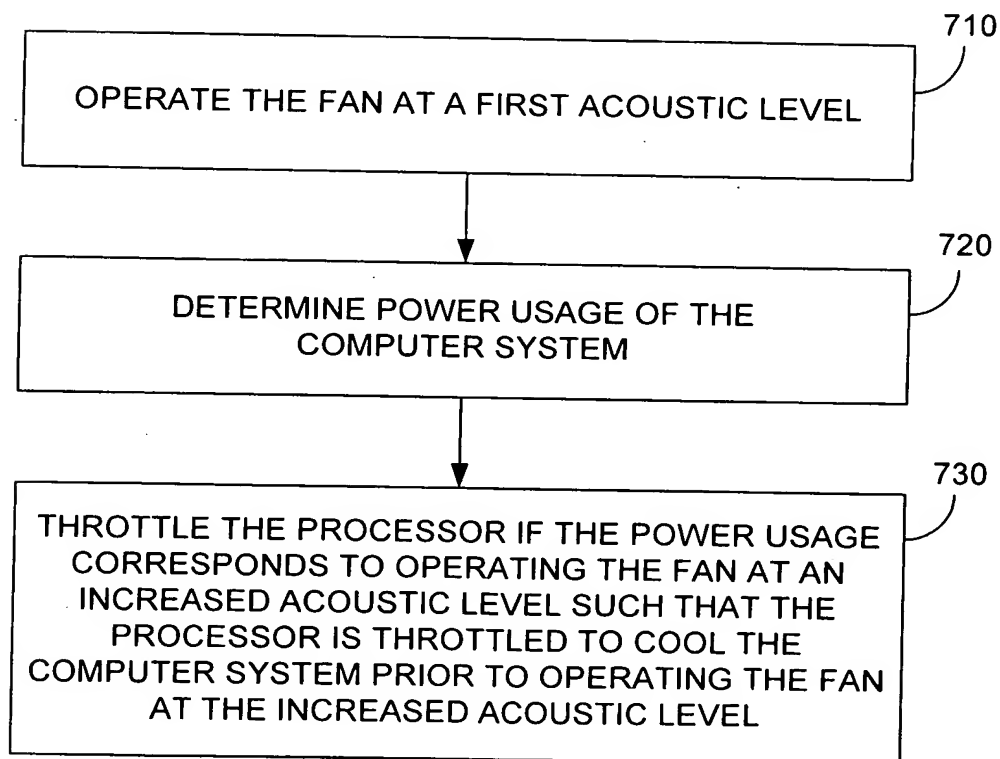 710
OPERATE THE FAN AT A FIRST ACOUSTIC LEVEL
720
DETERMINE POWER USAGE OF THE
COMPUTER SYSTEM
730
THROTTLE THE PROCESSOR IF THE POWER USAGE
CORRESPONDS TO OPERATING THE FAN AT AN
INCREASED ACOUSTIC LEVEL SUCH THAT THE
PROCESSOR IS THROTTLED TO COOL THE
COMPUTER SYSTEM PRIOR TO OPERATING THE FAN
AT THE INCREASED ACOUSTIC LEVEL